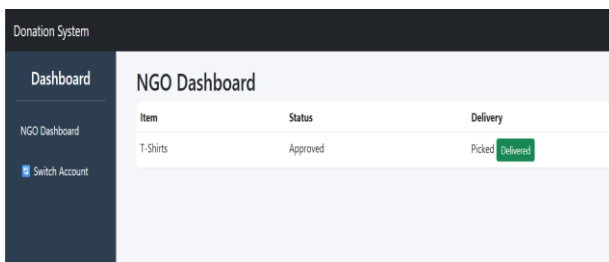 Donation System
Dashboard
NGO Dashboard
Switch Account
NGO Dashboard
Item Status Delivery
T-Shirts Approved Picked Delivered